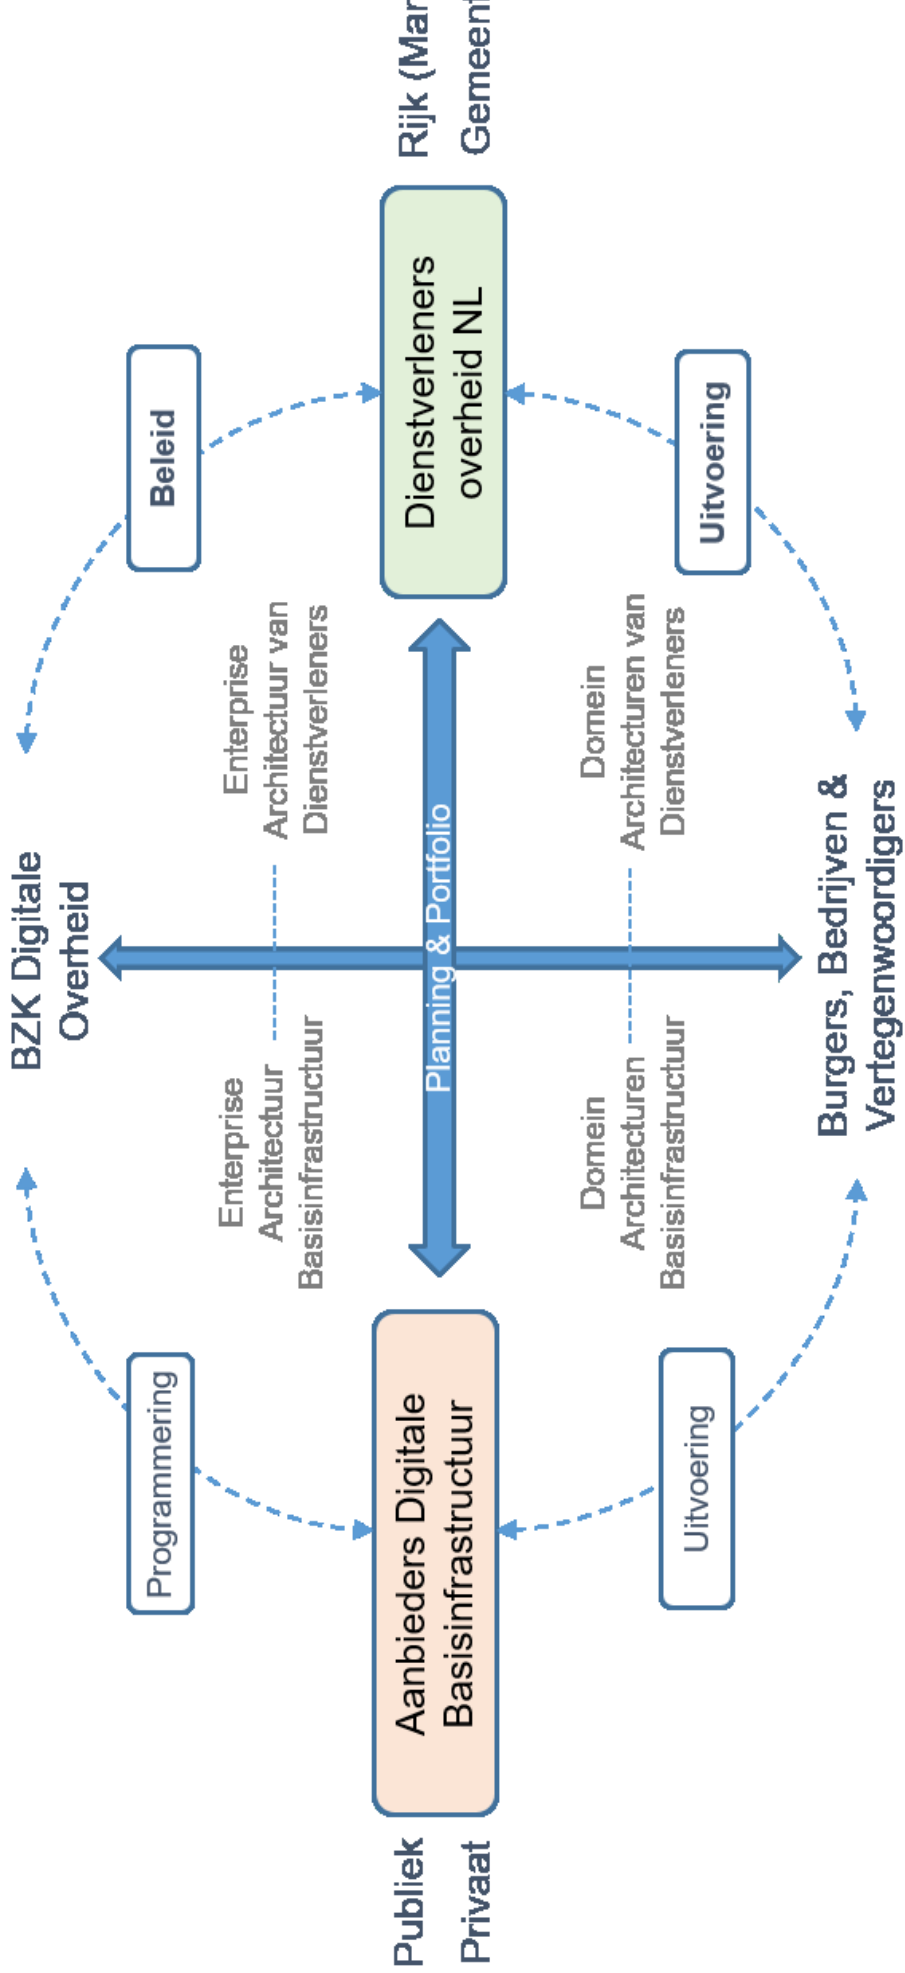 BZK Digitale
Overheid
Programmering
Beleid
Enterprise
Architectuur
Basisinfrastructuur
Enterprise
Architectuur van
Dienstverleners
Publiek
Privaat
Aanbieders Digitale
Basisinfrastructuur
Planning & Portfolio
Dienstverleners
overheid NL
Rijk (Mar
Gemeent
Domein
Architecturen
Basisinfrastructuur
Domein
Architecturen van
Dienstverleners
Uitvoering
Uitvoering
Burgers, Bedrijven &
Vertegenwoordigers